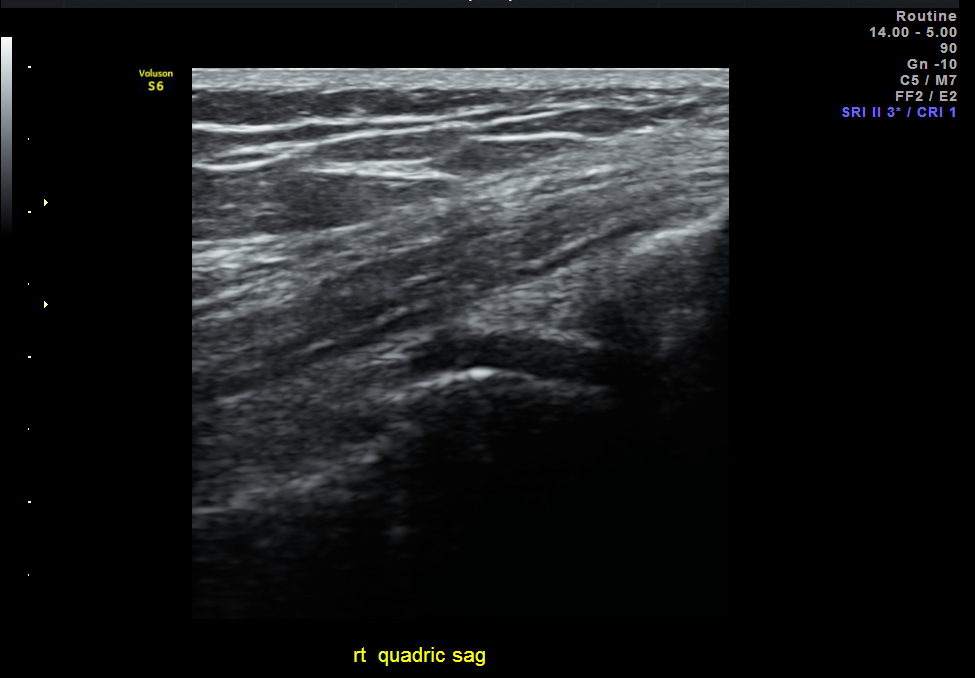 Routine
14.00 - 5.00
90
Gn -10
C5 / M7
FF2 / E2
SRI II 3* / CRI 1
Voluson
S6
rt quadric sag